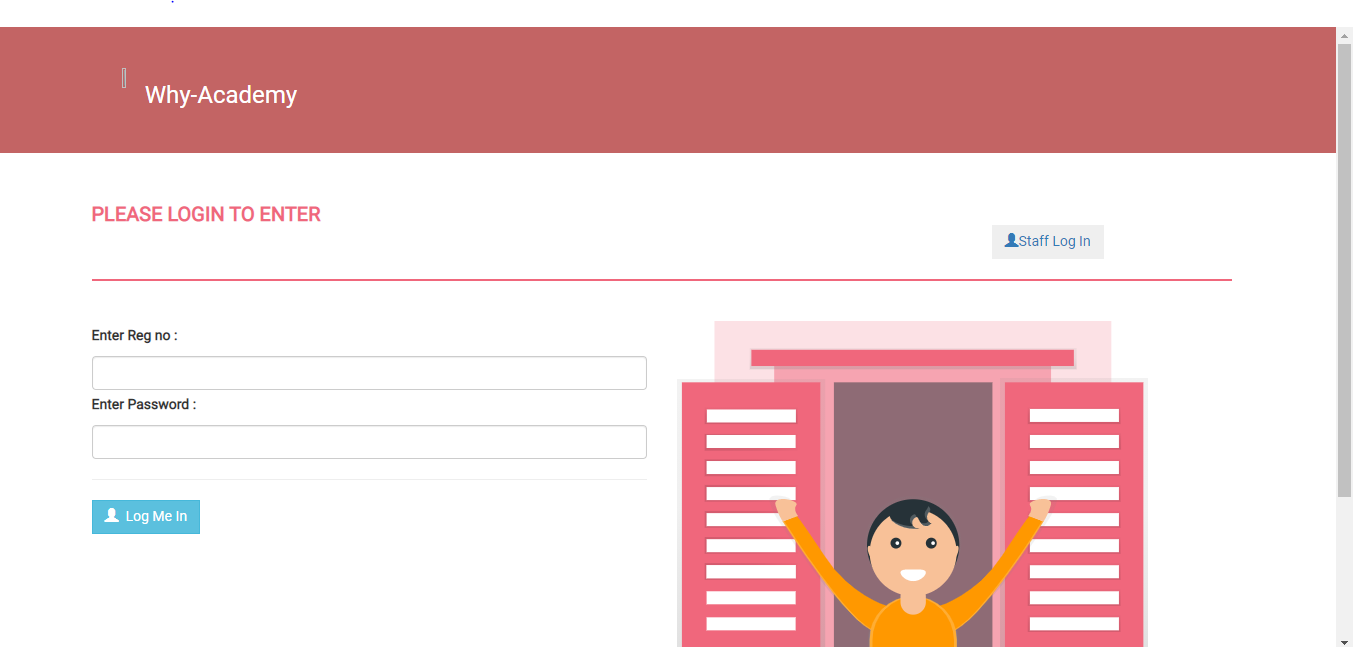 Why-Academy
PLEASE LOGIN TO ENTER
Staff Log In
Enter Reg no :
Enter Password :
Log Me In